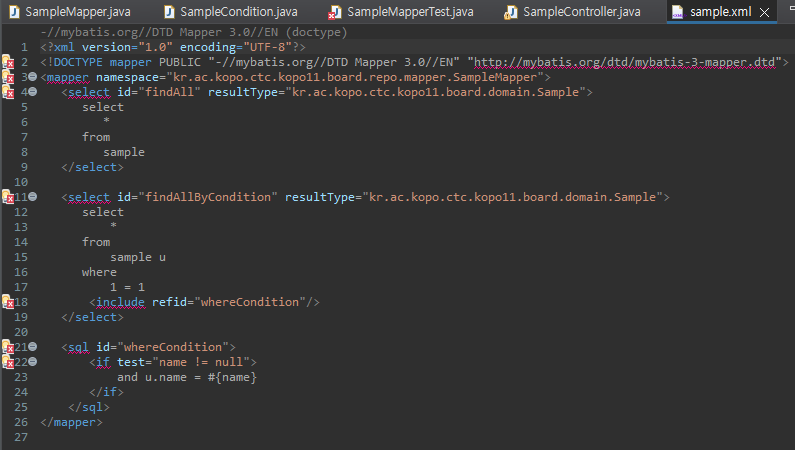 SampleMapper.java SampleCondition.java SampleMapperTest.java SampleController.java sample.xml
-//mybatis.org//DTD Mapper 3.0//EN (doctype)
1 <?xml version="1.0" encoding="UTF-8"?>
2 <!DOCTYPE mapper PUBLIC "-//mybatis.org//DTD Mapper 3.0//EN" "http://mybatis.org/dtd/mybatis-3-mapper.dtd">
3 <mapper namespace="kr.ac.kopo.ctc.kopo11.board.repo.mapper.SampleMapper">
4 <select id="findAll" resultType="kr.ac.kopo.ctc.kopo11.board.domain.Sample">
5 select
6 *
7 from
8 sample
9 </select>
10
11 <select id="findAllByCondition" resultType="kr.ac.kopo.ctc.kopo11.board.domain.Sample">
12 select
13 *
14 from
15 sample u
16 where
17 1 = 1
18 <include refid="whereCondition"/>
19 </select>
20
21 <sql id="whereCondition">
22 <if test="name != null">
23 and u.name = #{name}
24 </if>
25 </sql>
26 </mapper>
27